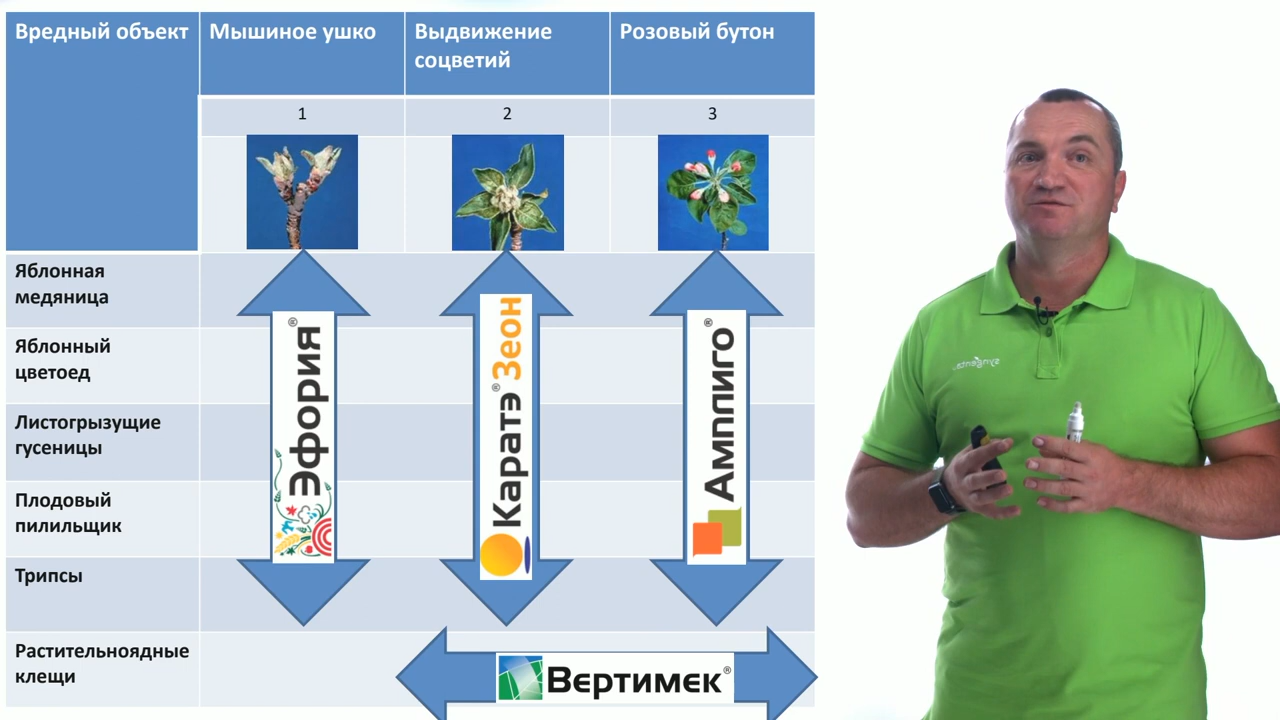 Вредный объект
Мышиное ушко
Выдвижение
соцветий
Розовый бутон
1
2
3
Яблонная
медяница
Яблонный
цветоед
Листогрызущие
гусеницы
Плодовый
пилильщик
Трипсы
Растительноядные
клещи
Эфория®
Каратэ® Зеон
Амплиго®
Вертимек®
syngenta